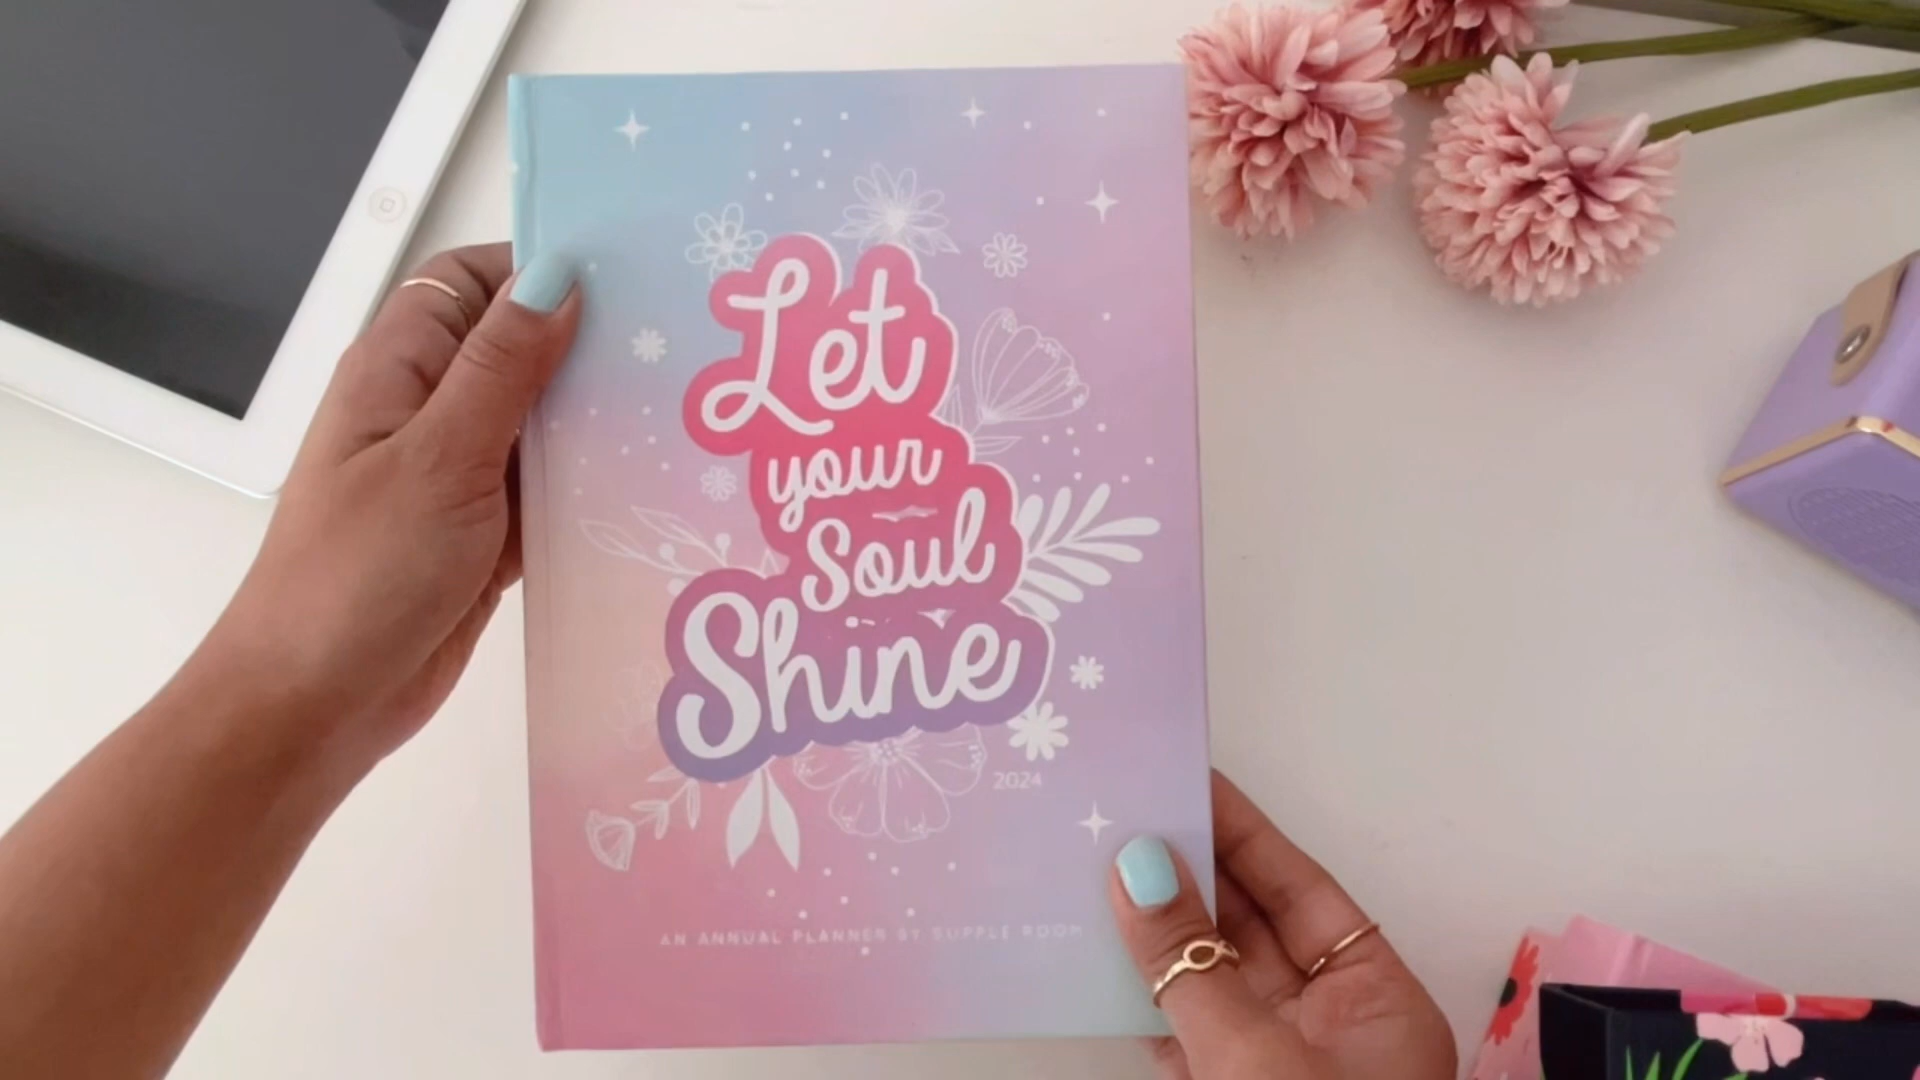 Let
your
Soul
Shine
2024
AN ANNUAL PLANNER BY SUPPLE ROOM